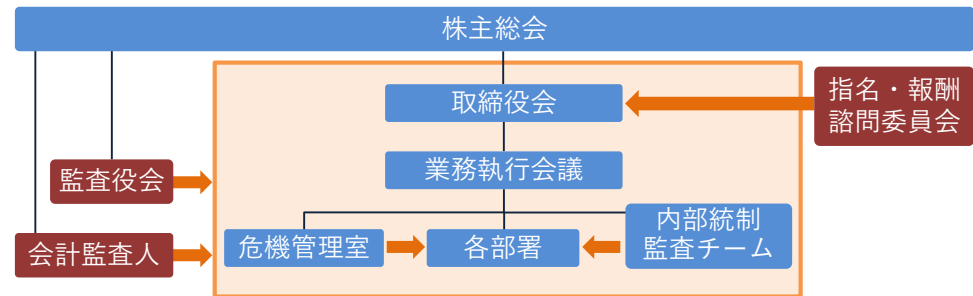 株主総会
取締役会
指名・報酬
諮問委員会
業務執行会議
監査役会
危機管理室
各部署
内部統制
監査チーム
会計監査人